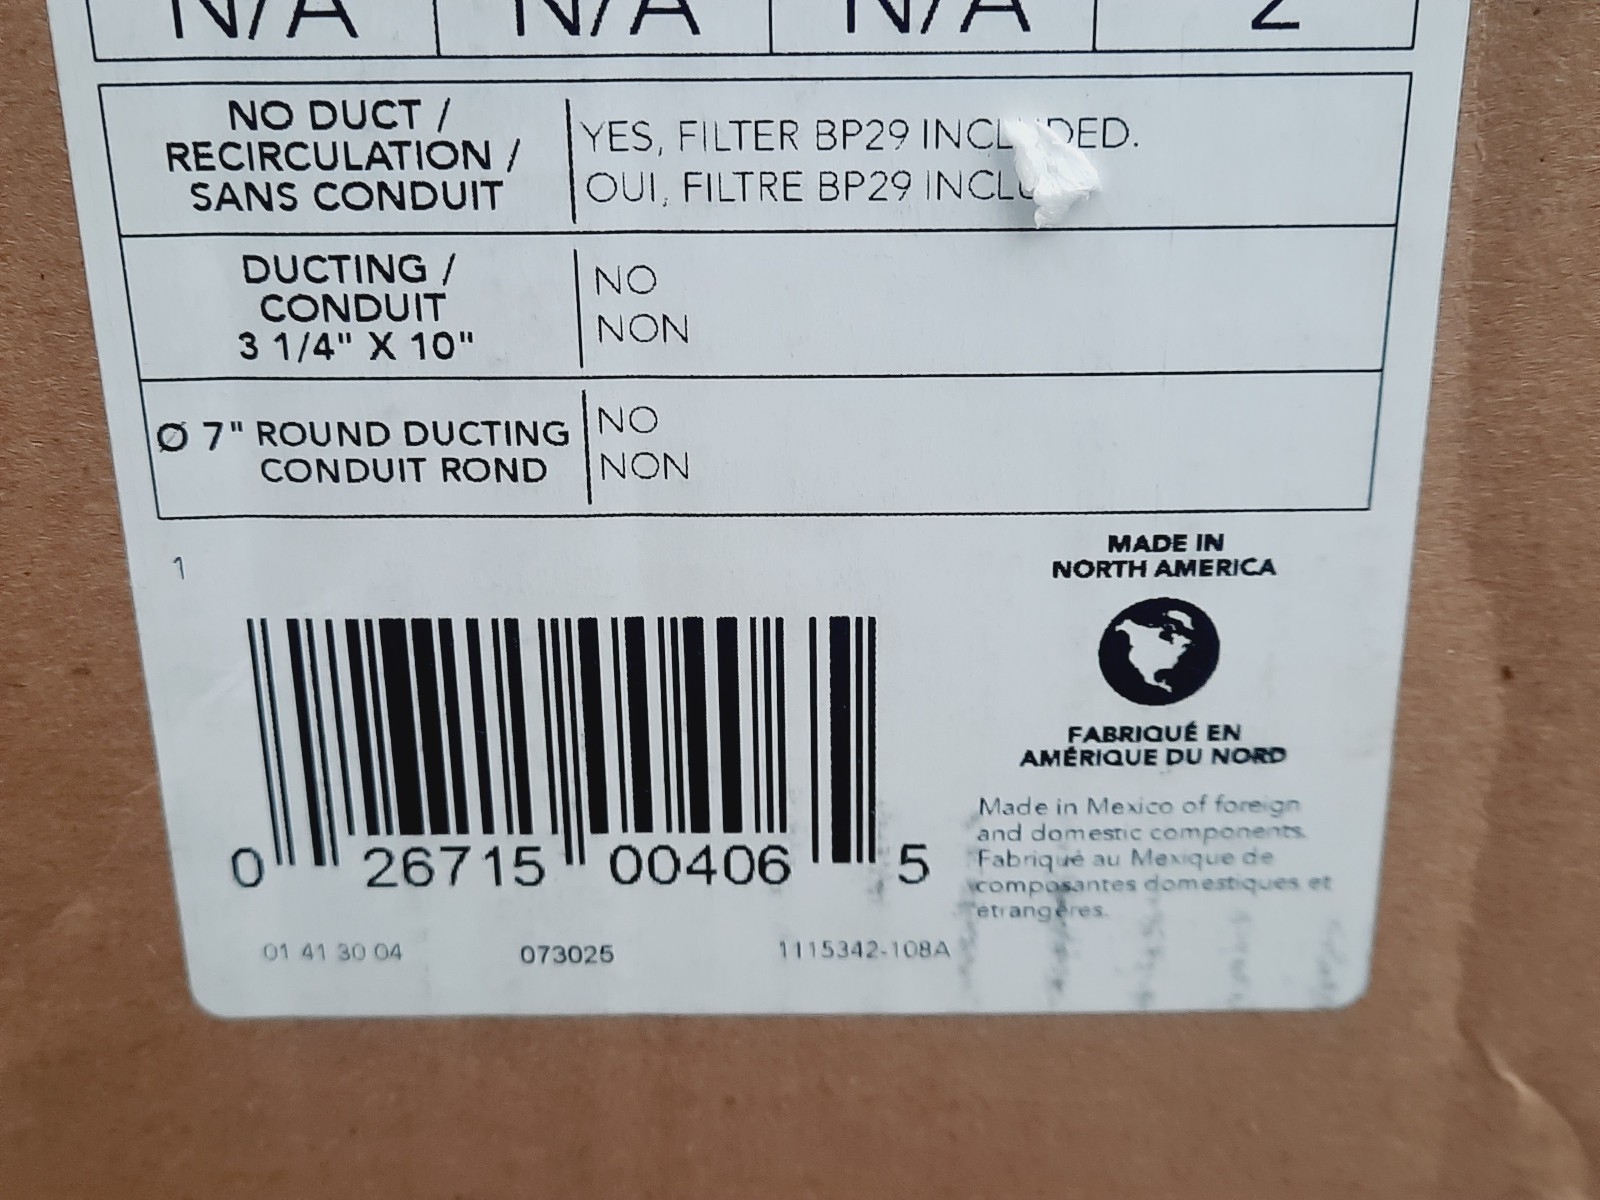 N/A N/A N/A 2
NO DUCT /
RECIRCULATION /
SANS CONDUIT
YES, FILTER BP29 DED.
OUI, FILTRE BP29
DUCTING /
CONDUIT
3 1/4" X 10"
NO
NON
Ø 7" ROUND DUCTING
CONDUIT ROND
NO
NON
1
MADE IN
NORTH AMERICA
FABRIQUÉ EN
AMÉRIQUE DU NORD
Made in Mexico of foreign
and domestic components.
Fabriqué au Mexique de
composantes domestiques et
étrangères.
0 26715 00406 5
01 41 30 04 073025 1115342-108A